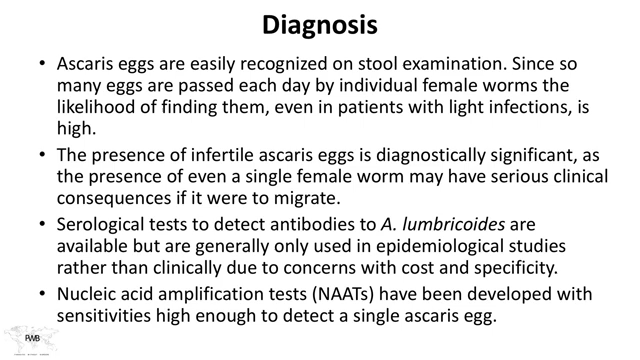 Diagnosis
• Ascaris eggs are easily recognized on stool examination. Since so
many eggs are passed each day by individual female worms the
likelihood of finding them, even in patients with light infections, is
high.
• The presence of infertile ascaris eggs is diagnostically significant, as
the presence of even a single female worm may have serious clinical
consequences if it were to migrate.
• Serological tests to detect antibodies to A. lumbricoides are
available but are generally only used in epidemiological studies
rather than clinically due to concerns with cost and specificity.
• Nucleic acid amplification tests (NAATs) have been developed with
sensitivities high enough to detect a single ascaris egg.
PWB